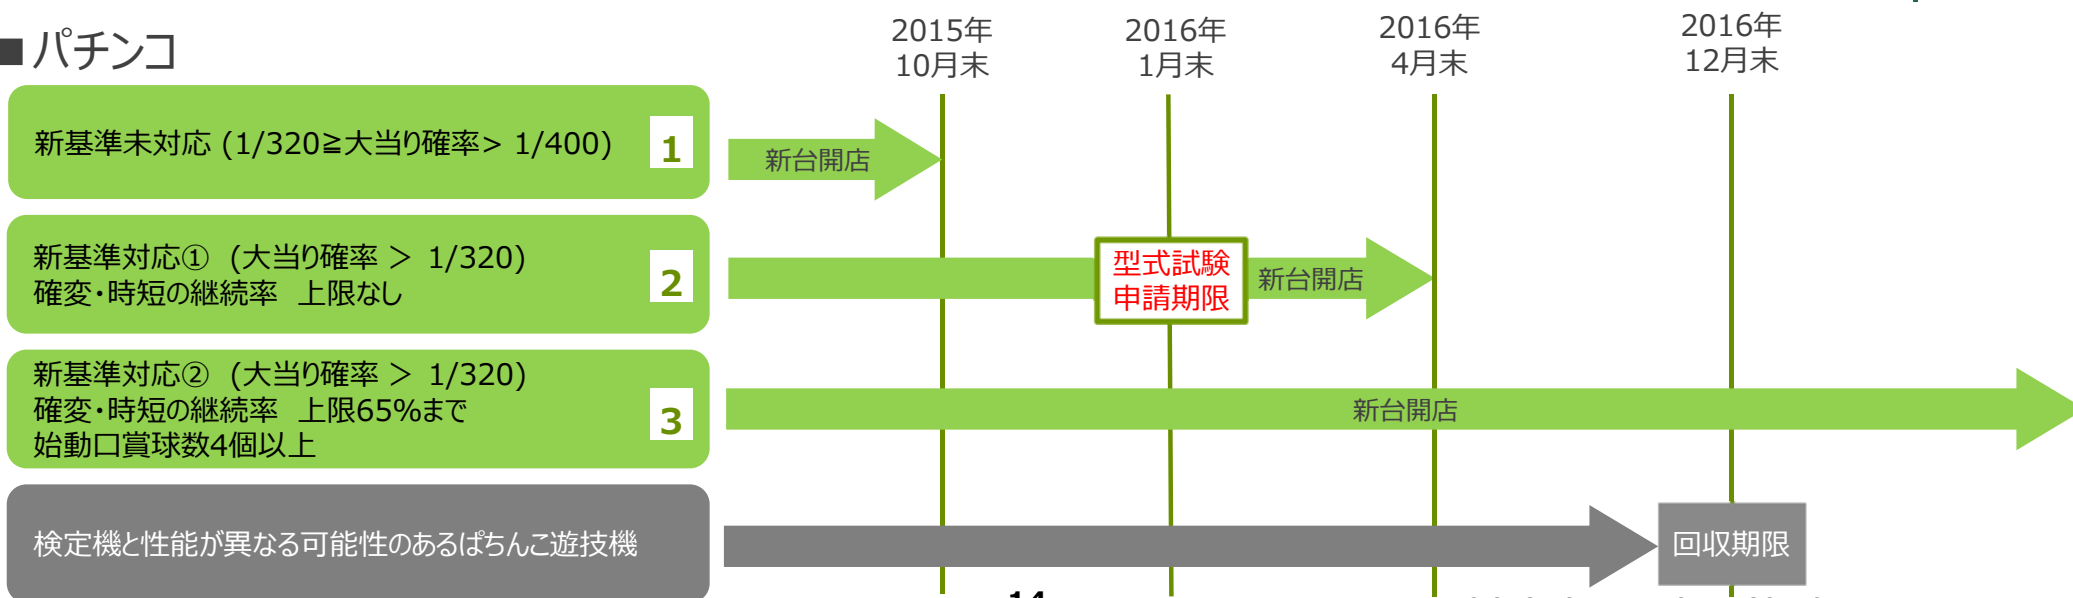 ■パチンコ
2015年
10月末
2016年
1月末
2016年
4月末
2016年
12月末
新基準未対応 (1/320≧大当り確率> 1/400)
1
新台開店
新基準対応① (大当り確率 ＞ 1/320)
確変・時短の継続率 上限なし
2
型式試験
申請期限
新台開店
新基準対応② (大当り確率 ＞ 1/320)
確変・時短の継続率 上限65%まで
始動口賞球数4個以上
3
新台開店
検定機と性能が異なる可能性のあるぱちんこ遊技機
回収期限
14